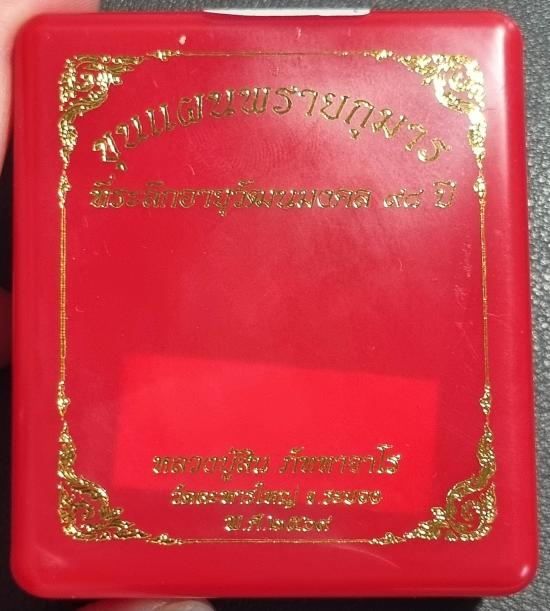 ขุนแผนพรายกุมาร
ที่ระลึกอายุวัฒนมงคล ๙๘ ปี
หลวงปู่สิน ภัททาจาโร
วัดละหารใหญ่ จ.ระยอง
พ.ศ.๒๕๖๙